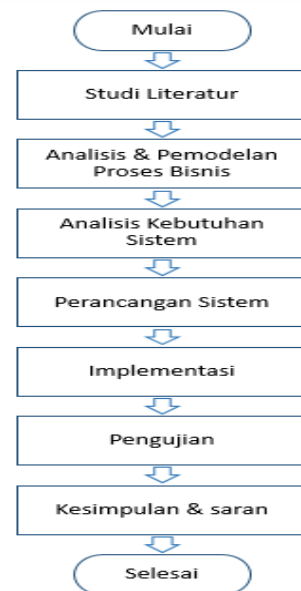 Mulai
Studi Literatur
Analisis & Pemodelan
Proses Bisnis
Analisis Kebutuhan
Sistem
Perancangan Sistem
Implementasi
Pengujian
Kesimpulan & saran
Selesai